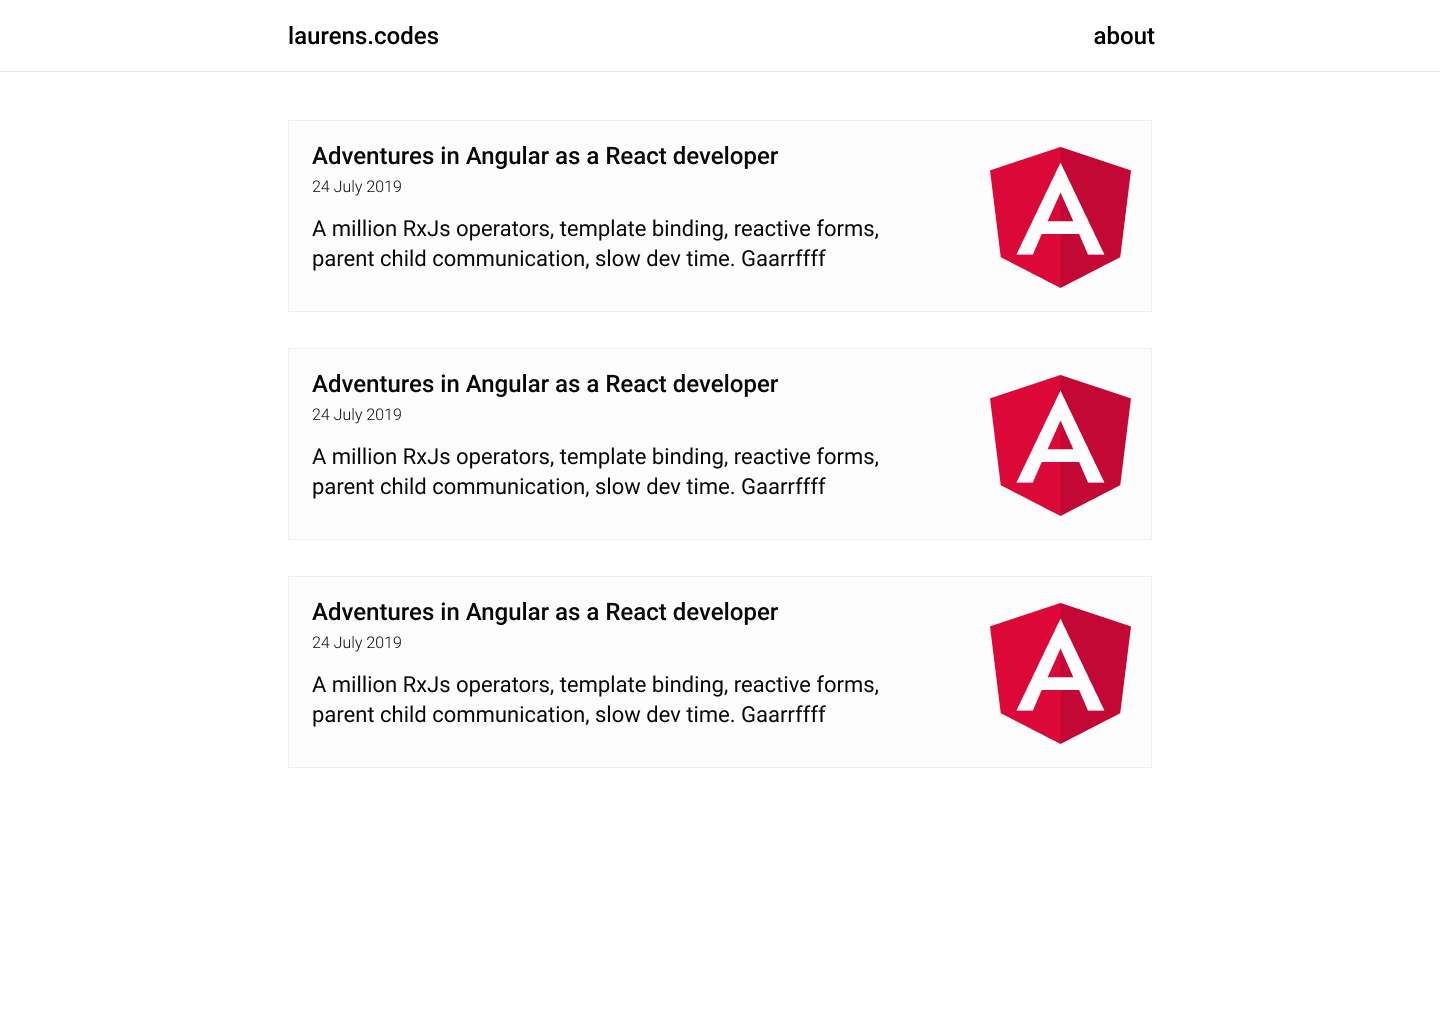 laurens.codes
about
Adventures in Angular as a React developer
24 July 2019
A million RxJs operators, template binding, reactive forms,
parent child communication, slow dev time. Gaarrffff
A
Adventures in Angular as a React developer
24 July 2019
A million RxJs operators, template binding, reactive forms,
parent child communication, slow dev time. Gaarrffff
A
Adventures in Angular as a React developer
24 July 2019
A million RxJs operators, template binding, reactive forms,
parent child communication, slow dev time. Gaarrffff
A